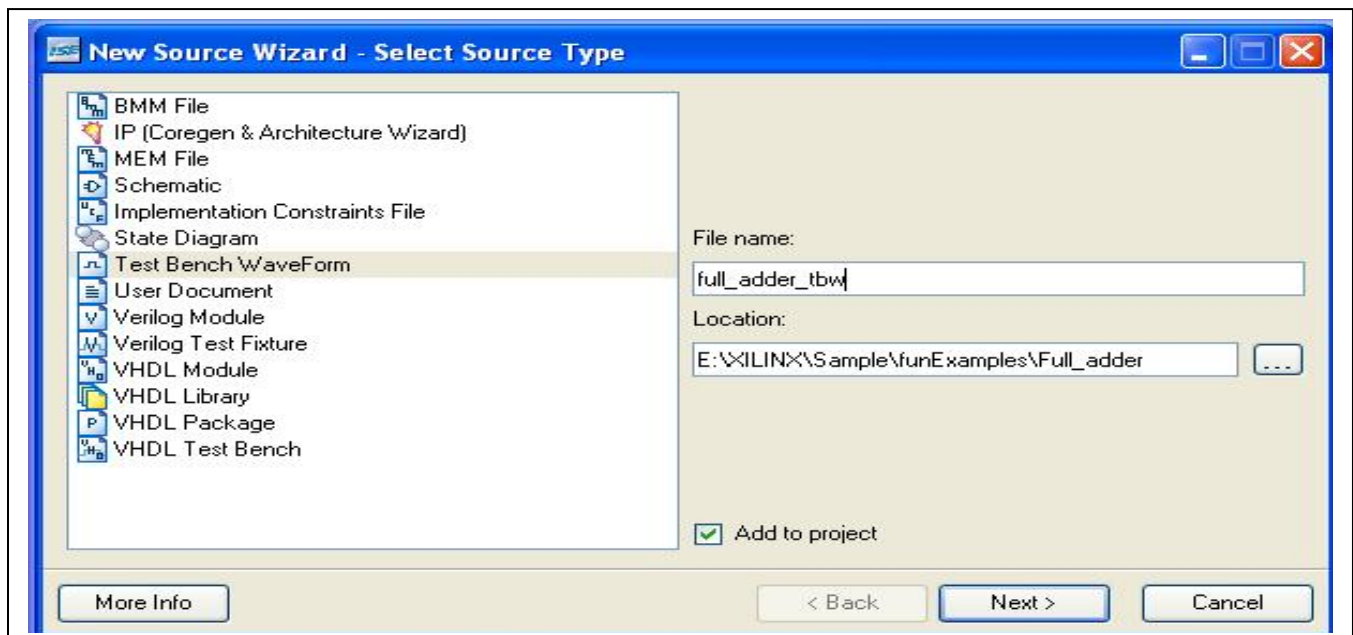 New Source Wizard - Select Source Type
BMM File
IP (Coregen & Architecture Wizard)
MEM File
Schematic
Implementation Constraints File
State Diagram
Test Bench WaveForm
User Document
Verilog Module
Verilog Test Fixture
VHDL Module
VHDL Library
VHDL Package
VHDL Test Bench
File name:
full_adder_tbw
Location:
E:\XILINX\Sample\funExamples\Full_adder
...
Add to project
More Info
< Back
Next >
Cancel